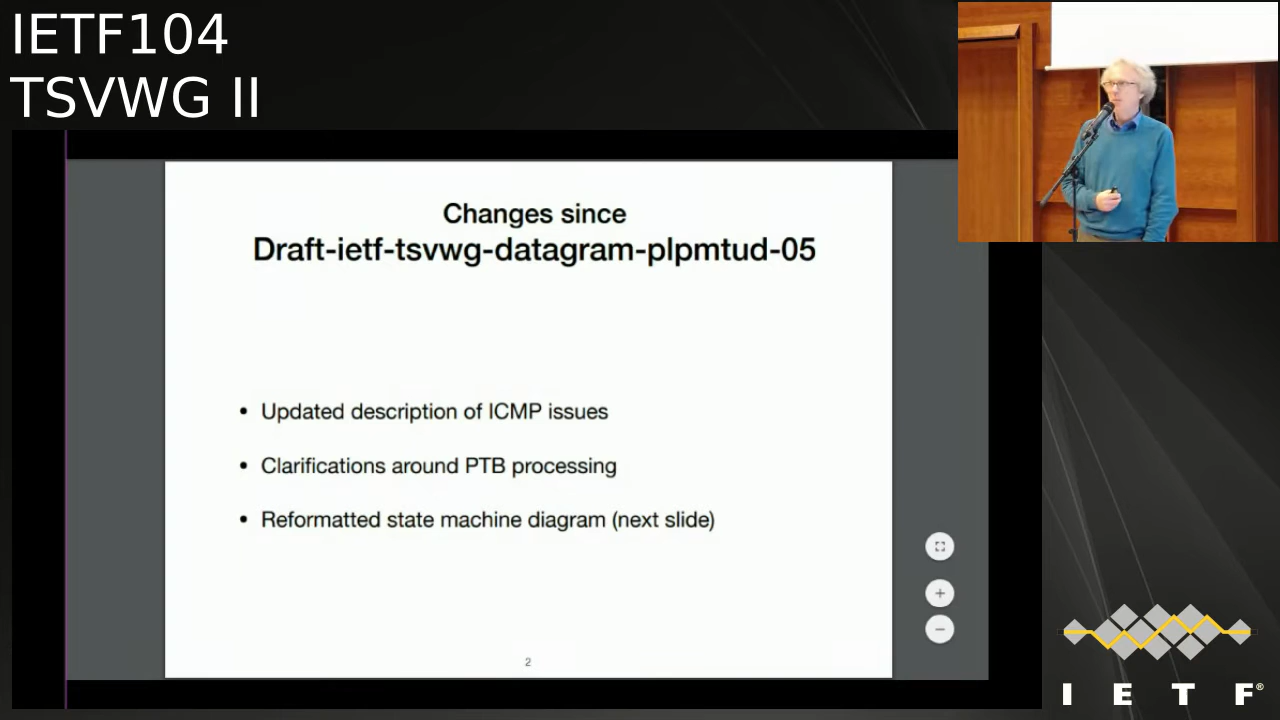 IETF104
TSVWG II
Changes since
Draft-ietf-tsvwg-datagram-plpmtud-05
• Updated description of ICMP issues
• Clarifications around PTB processing
• Reformatted state machine diagram (next slide)
2
I E T F®